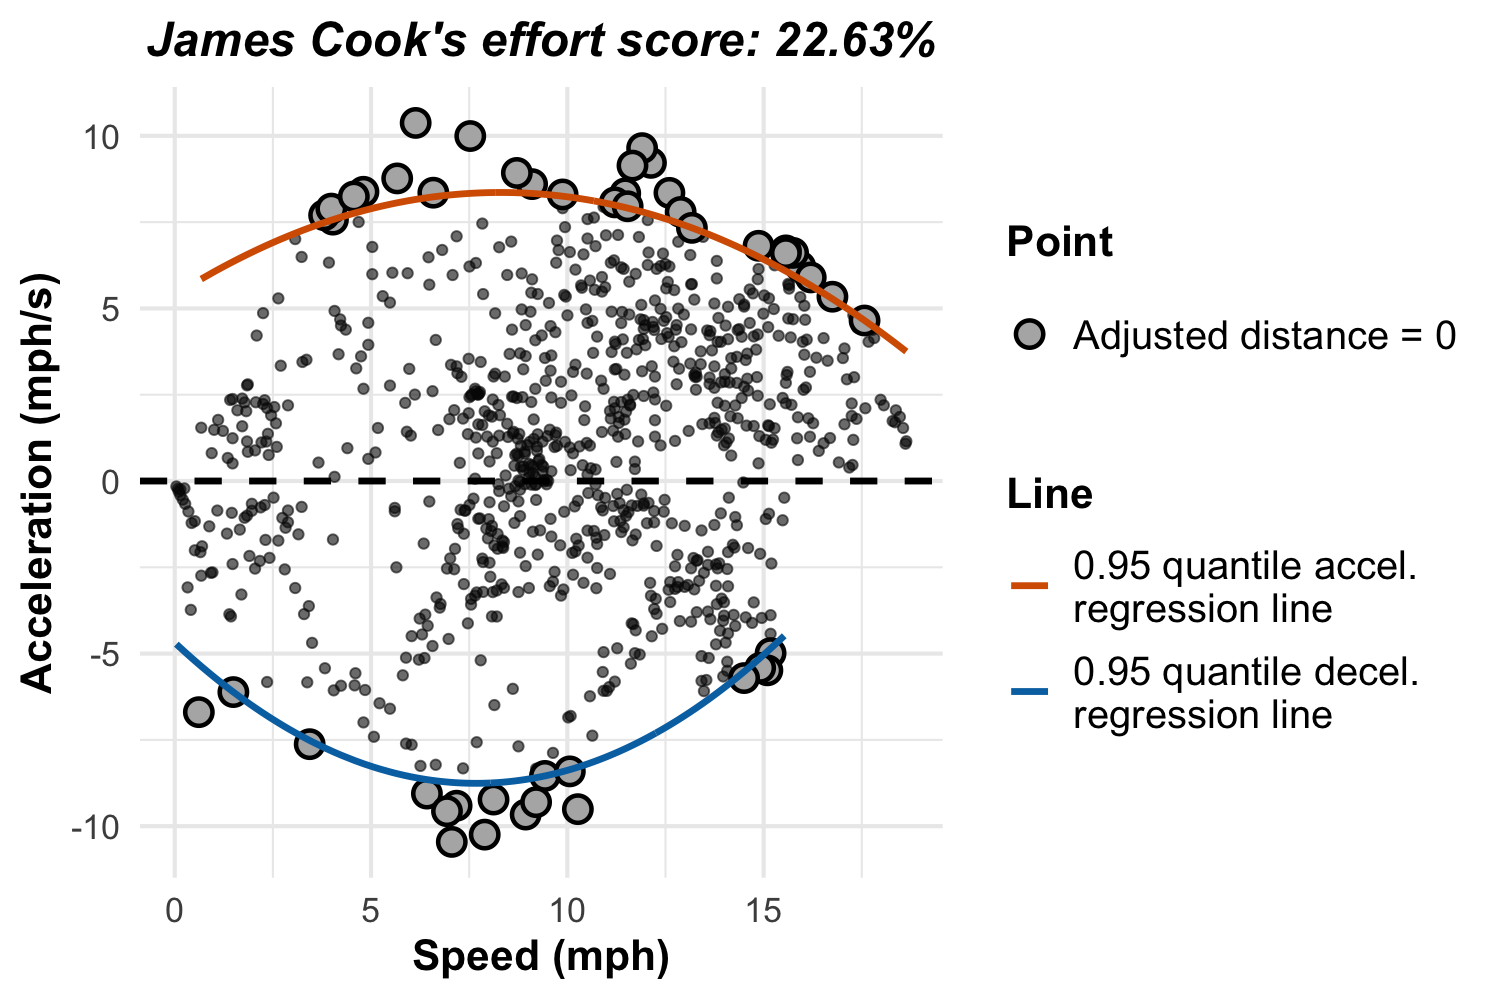 James Cook's effort score: 22.63%
10
5
0
-5
-10
Acceleration (mph/s)
0 5 10 15
Speed (mph)
Point
Adjusted distance = 0
Line
0.95 quantile accel.
regression line
0.95 quantile decel.
regression line